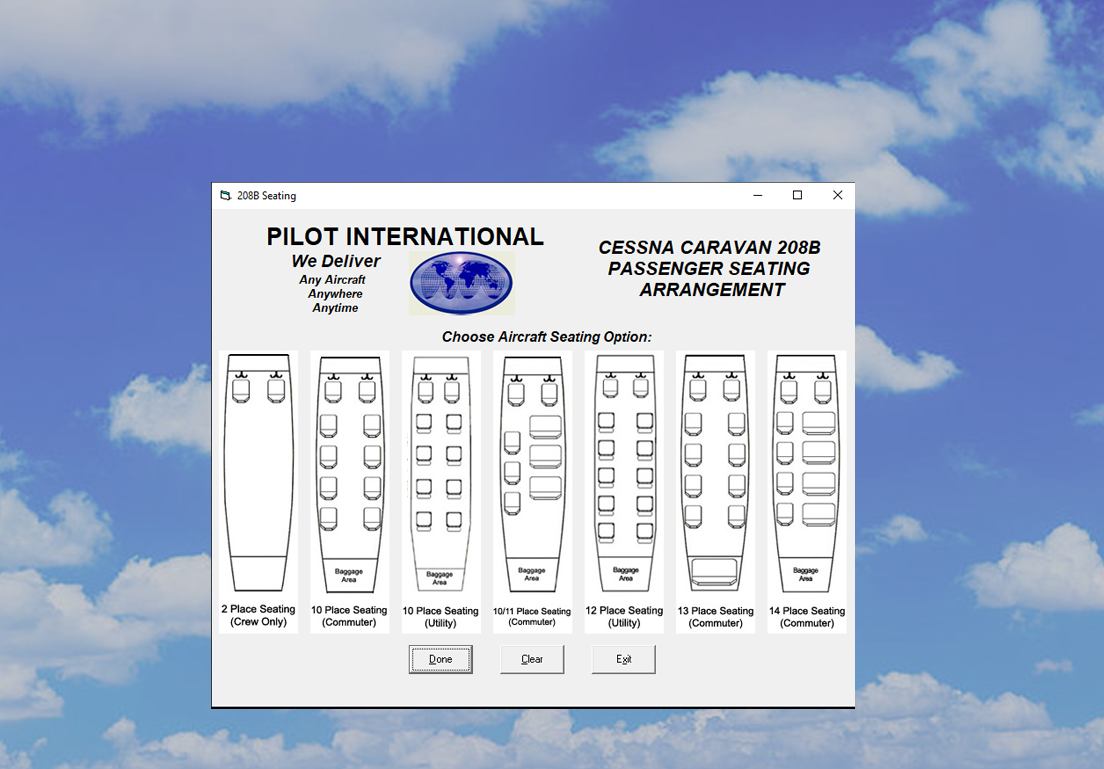 208B Seating
PILOT INTERNATIONAL
We Deliver
Any Aircraft
Anywhere
Anytime
CESSNA CARAVAN 208B
PASSENGER SEATING
ARRANGEMENT
Choose Aircraft Seating Option:
2 Place Seating
(Crew Only)
Baggage
Area
10 Place Seating
(Commuter)
Baggage
Area
10 Place Seating
(Utility)
Baggage
Area
10/11 Place Seating
(Commuter)
Baggage
Area
12 Place Seating
(Utility)
13 Place Seating
(Commuter)
Baggage
Area
14 Place Seating
(Commuter)
Done
Clear
Exit